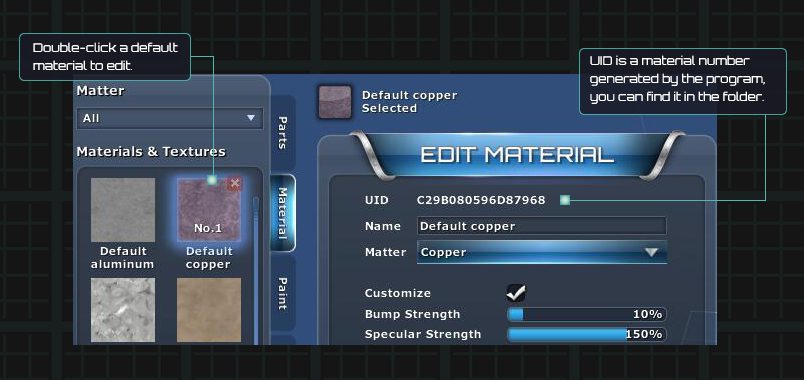 Double-click a default
material to edit.
UID is a material number
generated by the program,
you can find it in the folder.
Matter
All
Materials & Textures
No.1
Default
aluminum
Default
copper
Parts
Material
Paint
Default copper
Selected
EDIT MATERIAL
UID C29B080596D87968
Name Default copper
Matter Copper
Customize
Bump Strength 10%
Specular Strength 150%